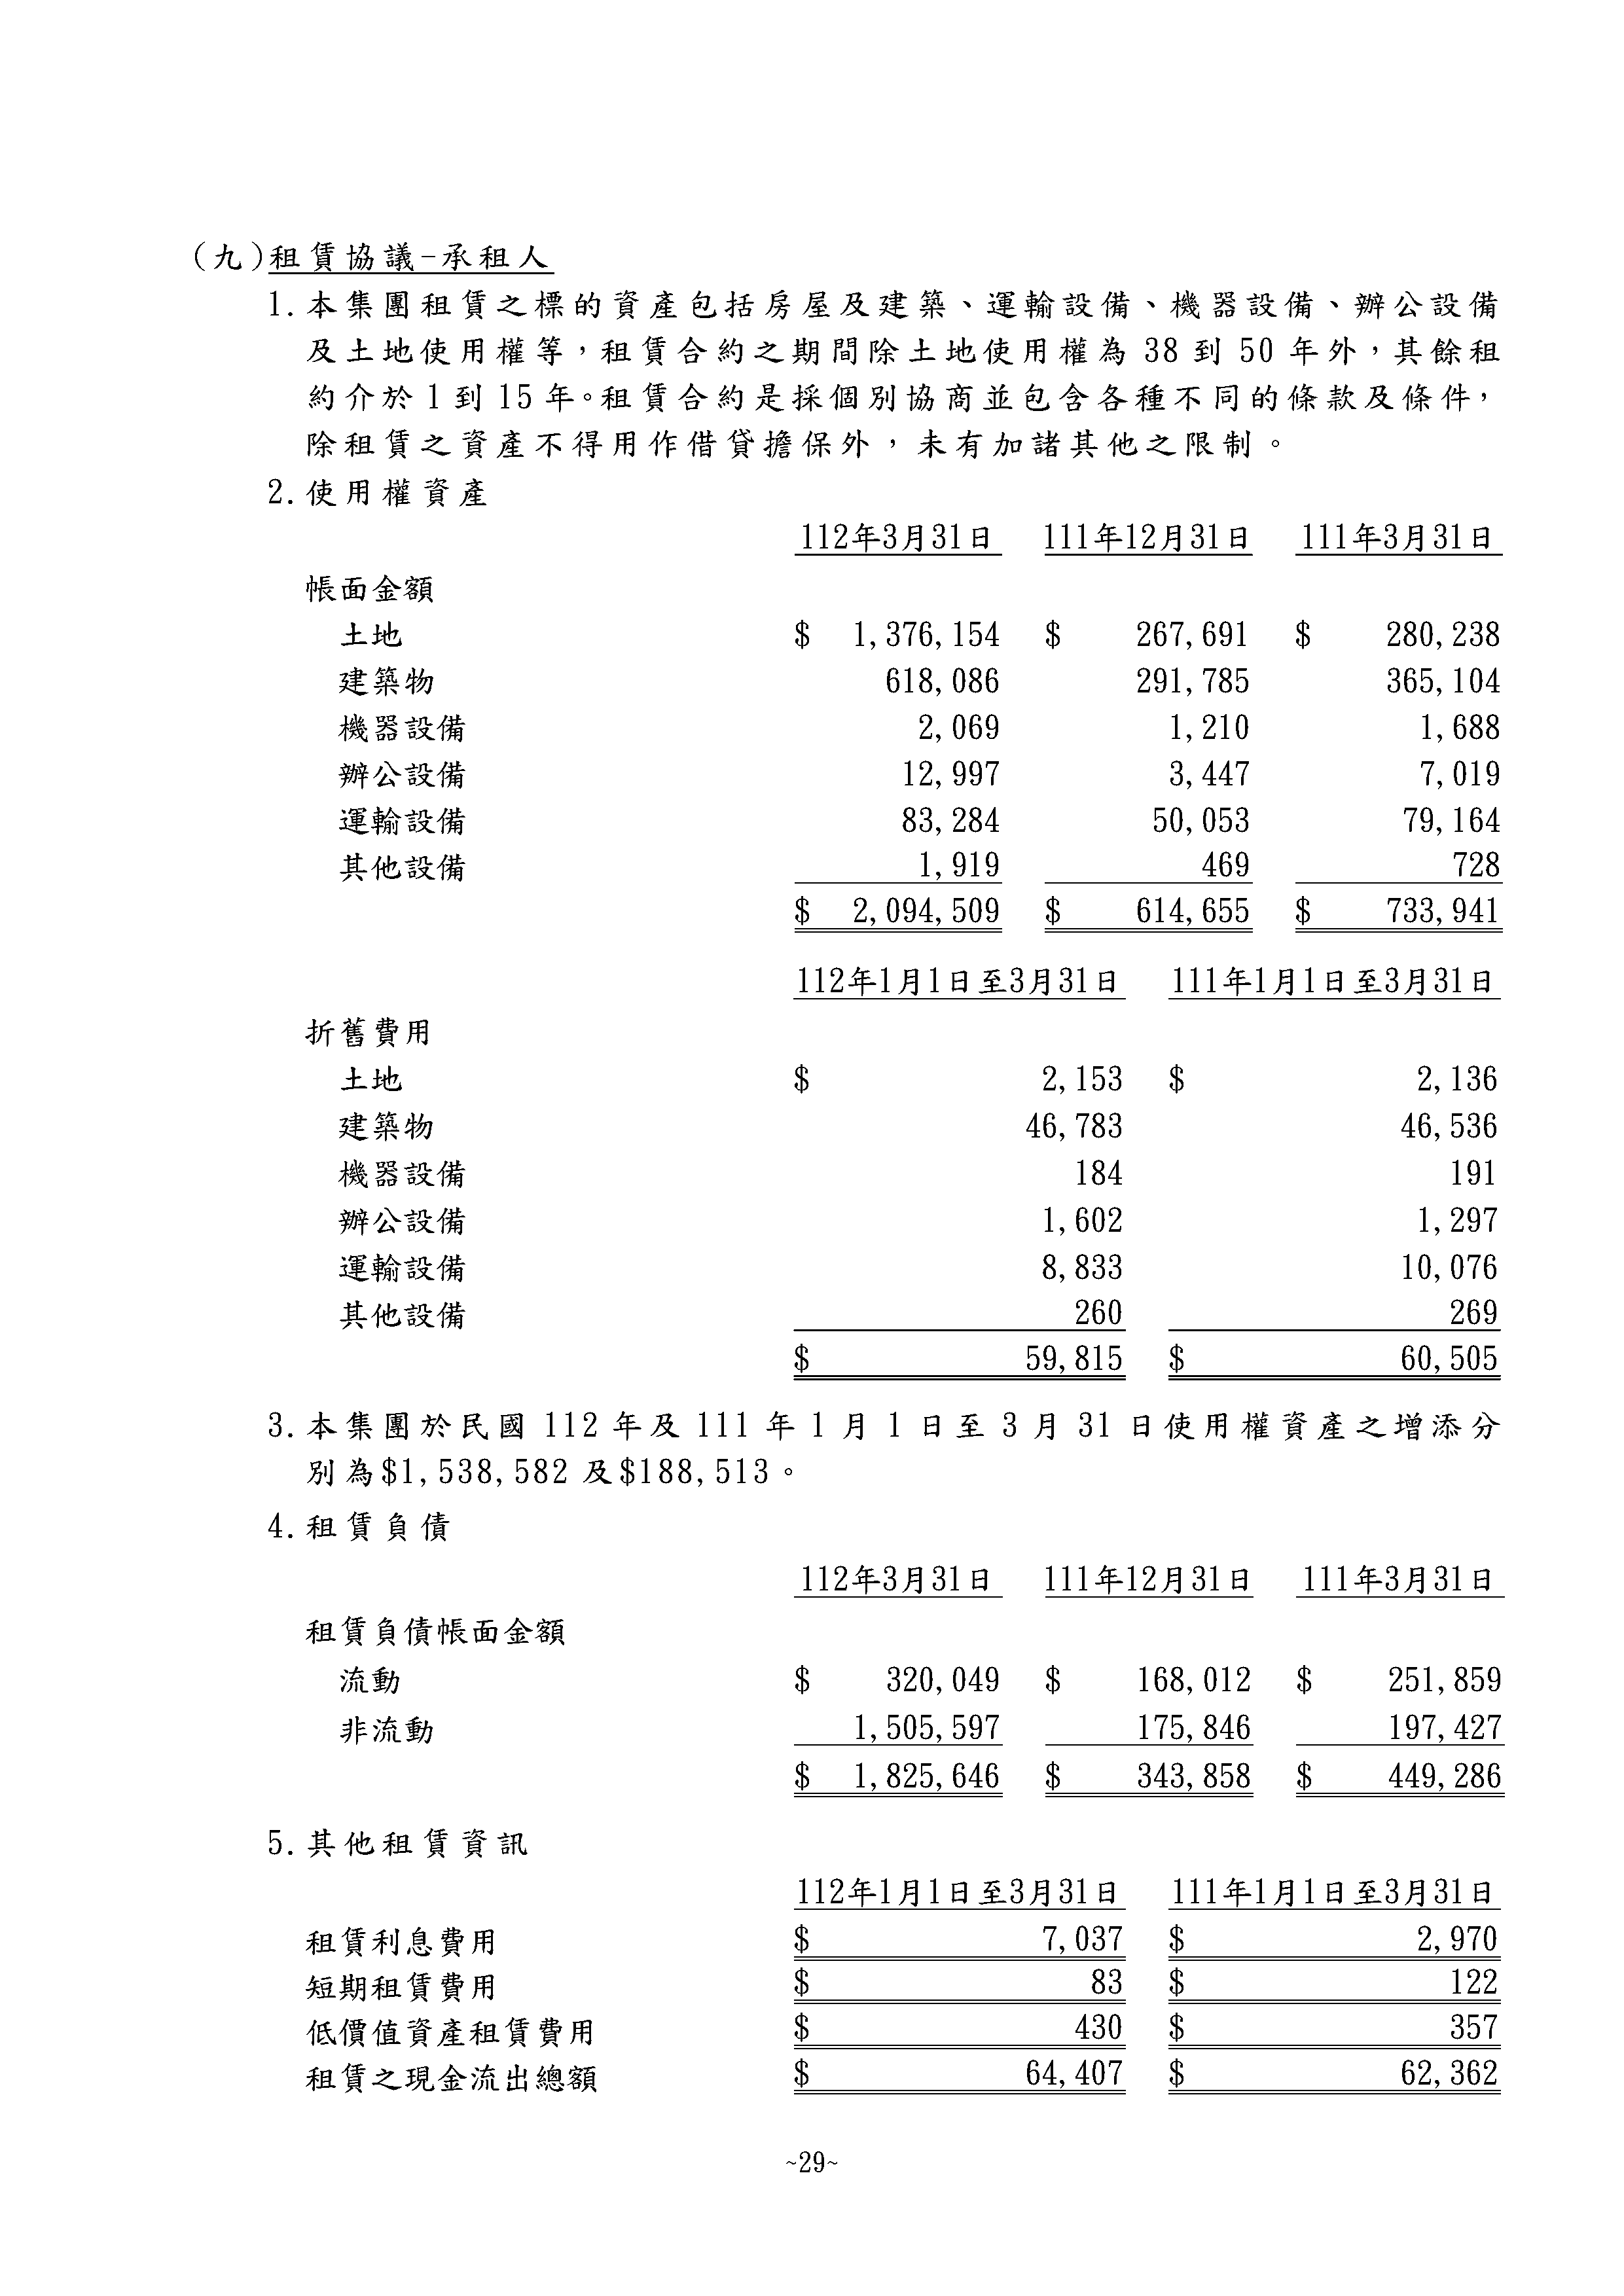 (九)租賃協議-承租人
1.本集團租賃之標的資產包括房屋及建築、運輸設備、機器設備、辦公設備
及土地使用權等，租賃合約之期間除土地使用權為 38 到 50 年外，其餘租
約介於 1 到 15 年。租賃合約是採個別協商並包含各種不同的條款及條件，
除租賃之資產不得用作借貸擔保外，未有加諸其他之限制。
2.使用權資產
112年3月31日 111年12月31日 111年3月31日
帳面金額
土地 $ 1,376,154 $ 267,691 $ 280,238
建築物 618,086 291,785 365,104
機器設備 2,069 1,210 1,688
辦公設備 12,997 3,447 7,019
運輸設備 83,284 50,053 79,164
其他設備 1,919 469 728
$ 2,094,509 $ 614,655 $ 733,941
112年1月1日至3月31日 111年1月1日至3月31日
折舊費用
土地 $ 2,153 $ 2,136
建築物 46,783 46,536
機器設備 184 191
辦公設備 1,602 1,297
運輸設備 8,833 10,076
其他設備 260 269
$ 59,815 $ 60,505
3.本集團於民國 112 年及 111 年 1 月 1 日至 3 月 31 日使用權資產之增添分
別為$1,538,582 及$188,513。
4.租賃負債
112年3月31日 111年12月31日 111年3月31日
租賃負債帳面金額
流動 $ 320,049 $ 168,012 $ 251,859
非流動 1,505,597 175,846 197,427
$ 1,825,646 $ 343,858 $ 449,286
5.其他租賃資訊
112年1月1日至3月31日 111年1月1日至3月31日
租賃利息費用 $ 7,037 $ 2,970
短期租賃費用 $ 83 $ 122
低價值資產租賃費用 $ 430 $ 357
租賃之現金流出總額 $ 64,407 $ 62,362
~29~